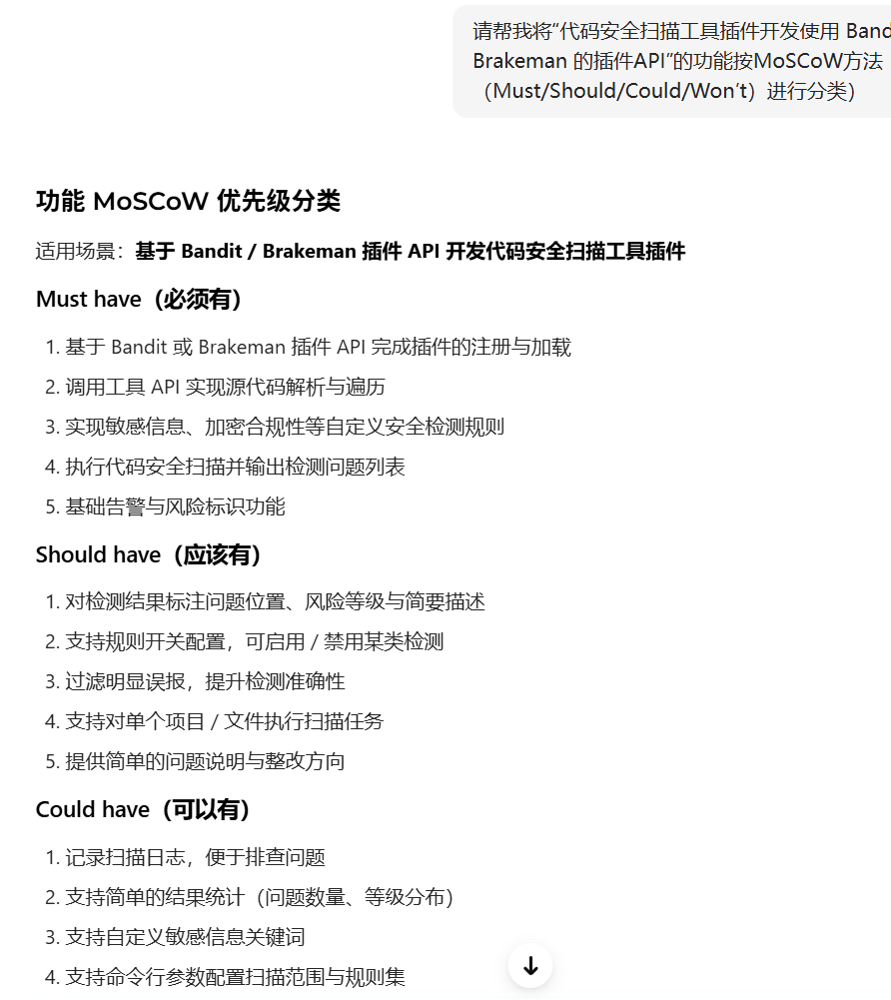 请帮我将“代码安全扫描工具插件开发使用
Brakeman 的插件API”的功能按MoSCoW方法
（Must/Should/Could/Won’t）进行分类）
功能 MoSCoW 优先级分类
适用场景：基于 Bandit / Brakeman 插件 API 开发代码安全扫描工具插件
Must have（必须有）
1. 基于 Bandit 或 Brakeman 插件 API 完成插件的注册与加载
2. 调用工具 API 实现源代码解析与遍历
3. 实现敏感信息、加密合规性等自定义安全检测规则
4. 执行代码安全扫描并输出检测问题列表
5. 基础告警与风险标识功能
Should have（应该有）
1. 对检测结果标注问题位置、风险等级与简要描述
2. 支持规则开关配置，可启用 / 禁用某类检测
3. 过滤明显误报，提升检测准确性
4. 支持对单个项目 / 文件执行扫描任务
5. 提供简单的问题说明与整改方向
Could have（可以有）
1. 记录扫描日志，便于排查问题
2. 支持简单的结果统计（问题数量、等级分布）
3. 支持自定义敏感信息关键词
4. 支持命令行参数配置扫描范围与规则集